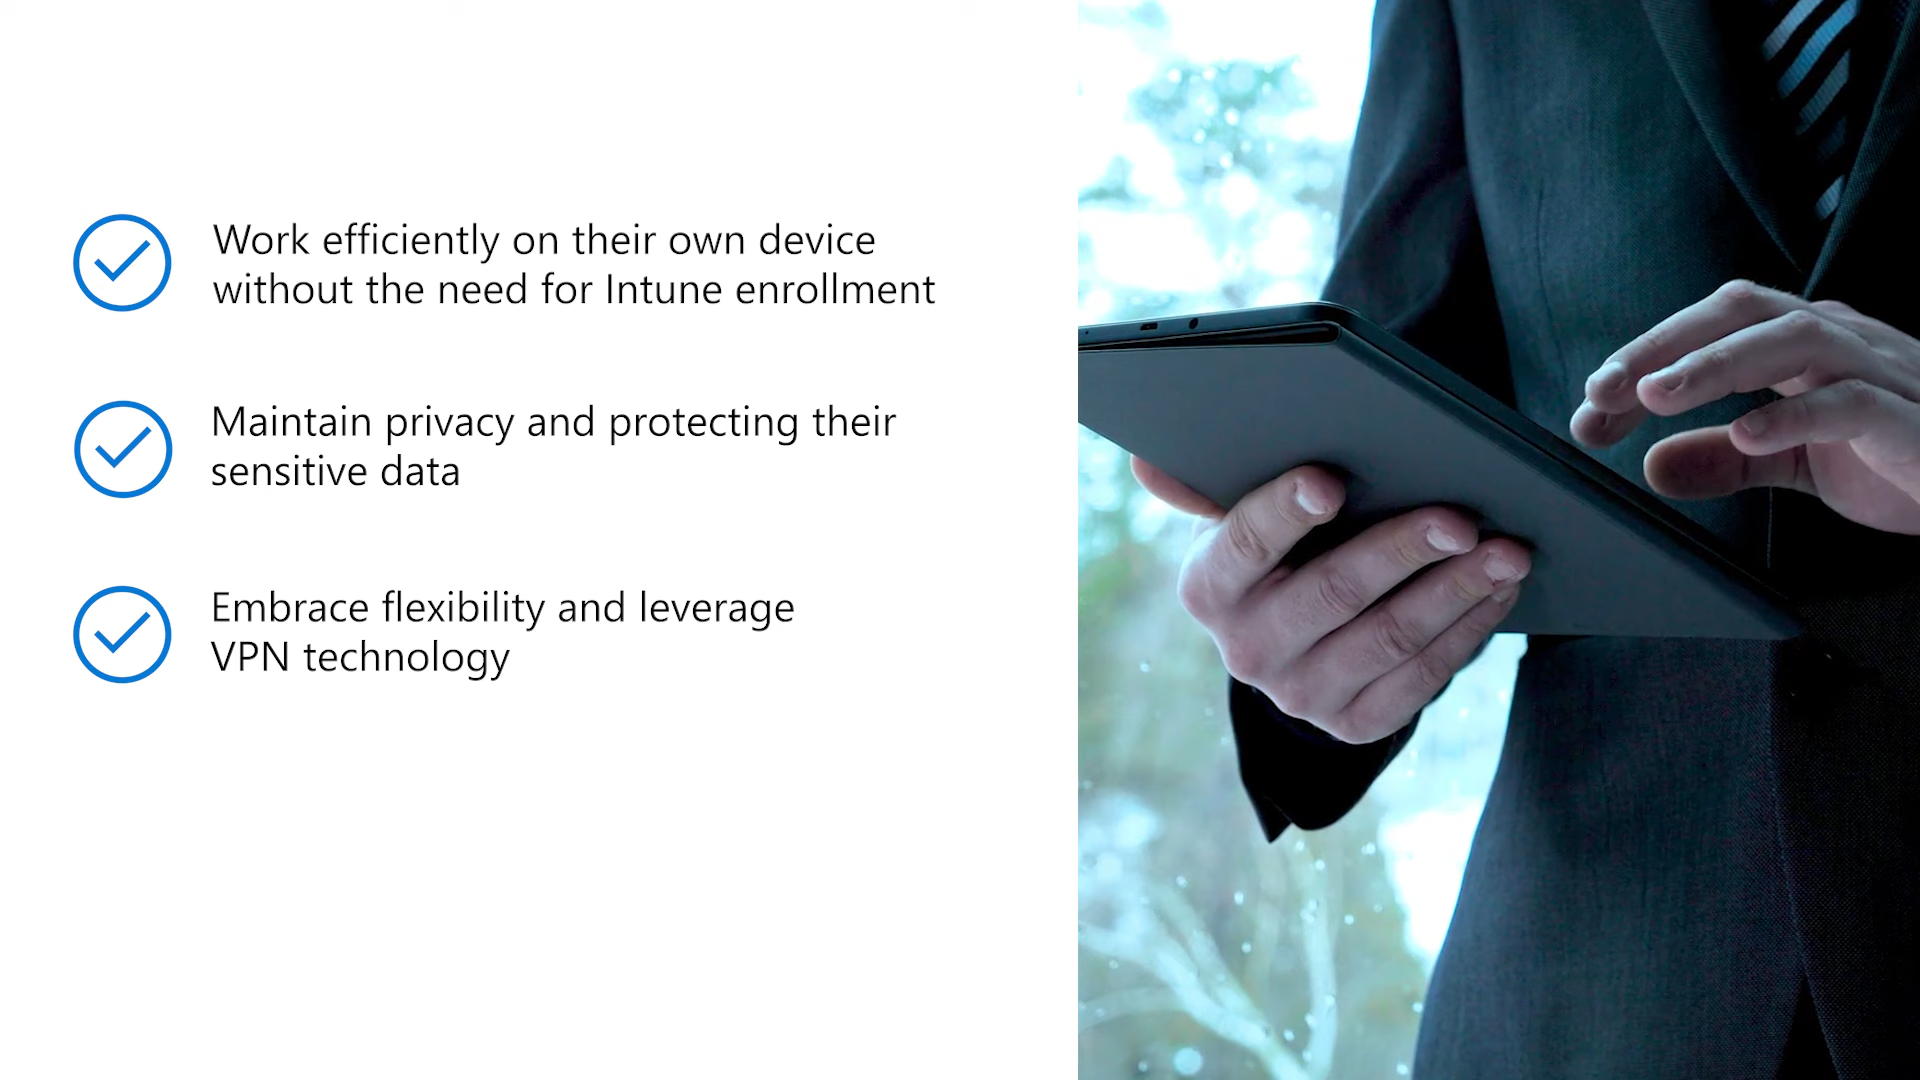 Work efficiently on their own device
without the need for Intune enrollment
Maintain privacy and protecting their
sensitive data
Embrace flexibility and leverage
VPN technology